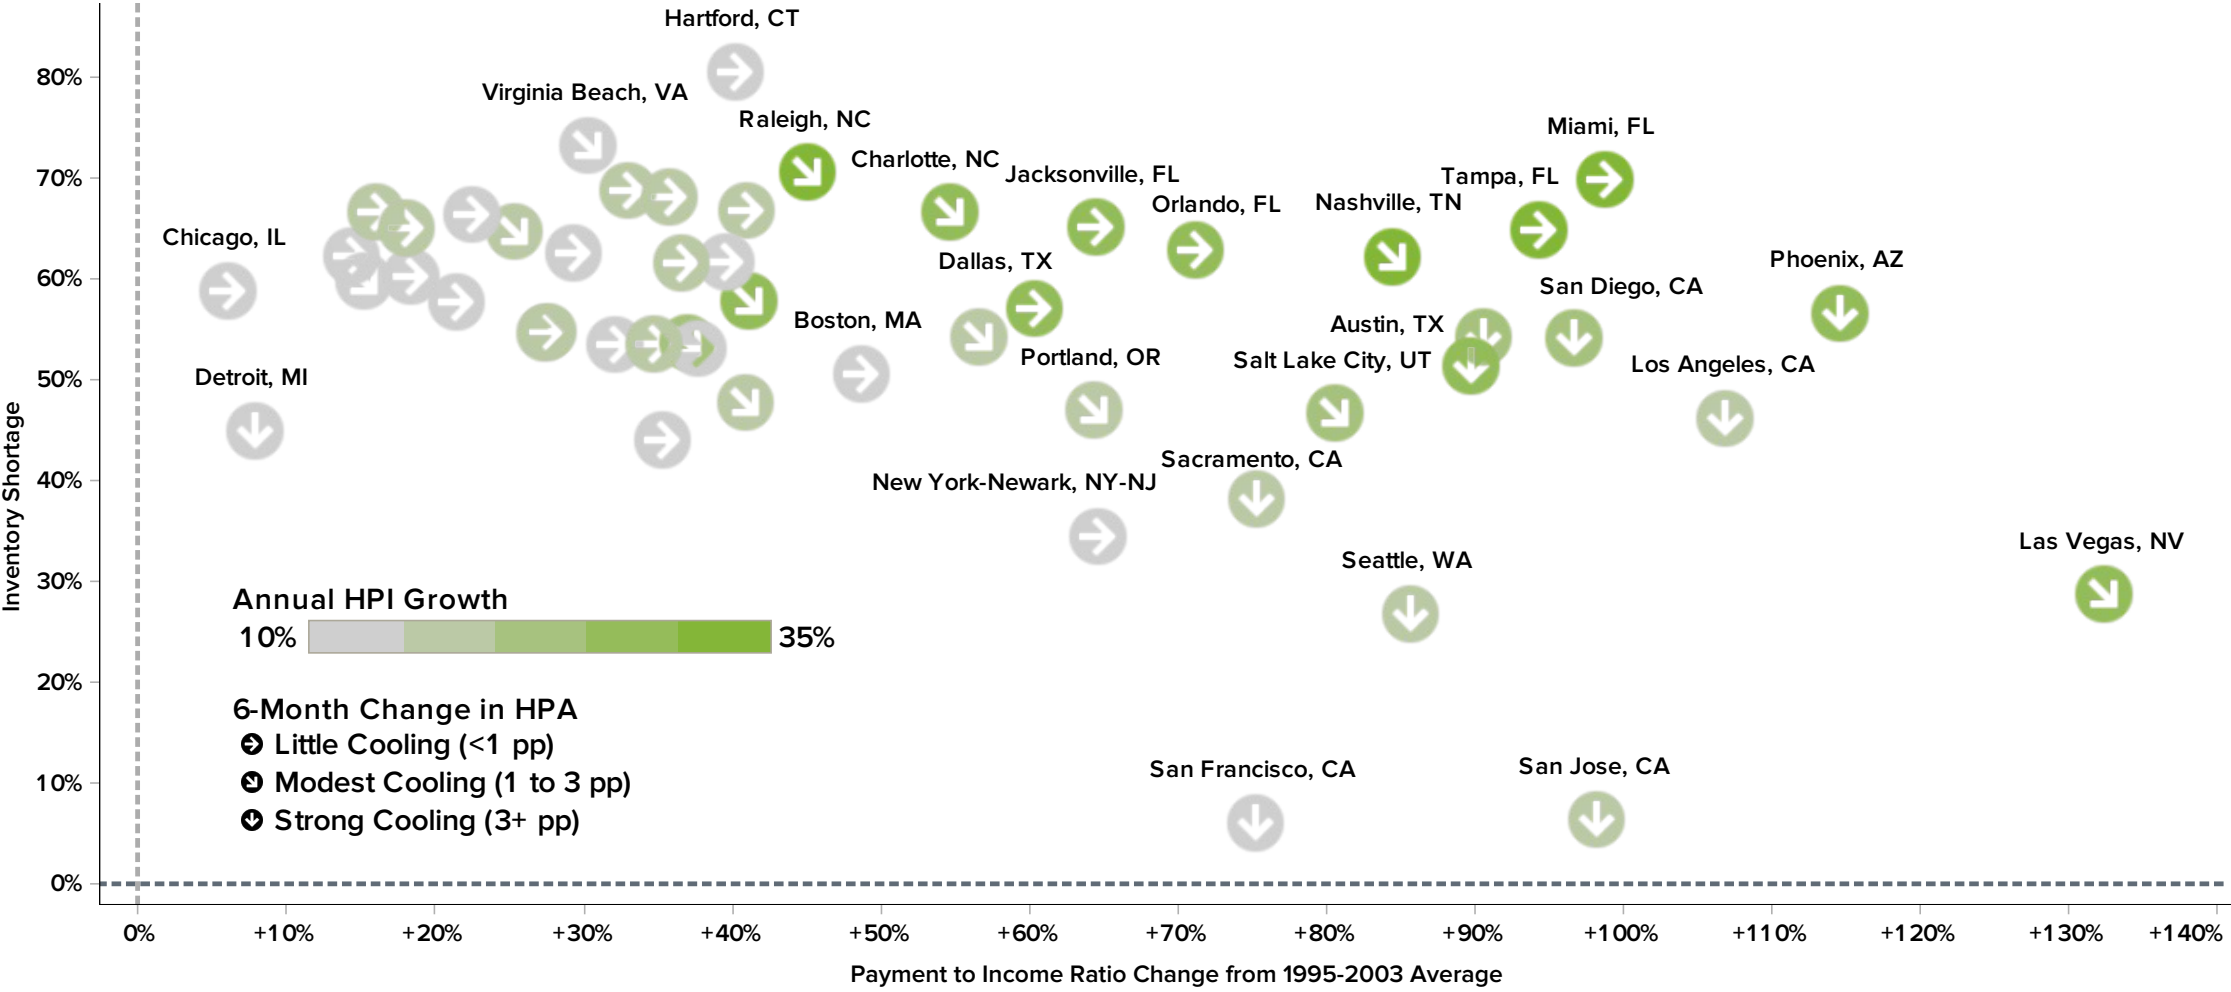 Hartford, CT
80%
Virginia Beach, VA
Raleigh, NC
Miami, FL
Charlotte, NC
Jacksonville, FL
70%
Tampa, FL
Orlando, FL
Nashville, TN
Chicago, IL
Dallas, TX
Phoenix, AZ
60%
San Diego, CA
Boston, MA
Austin, TX
Portland, OR
Salt Lake City, UT
Los Angeles, CA
50%
Detroit, MI
Inventory Shortage
Sacramento, CA
40%
New York-Newark, NY-NJ
Las Vegas, NV
Seattle, WA
30%
Annual HPI Growth
10% 35%
20%
6-Month Change in HPA
Little Cooling (<1 pp)
Modest Cooling (1 to 3 pp)
Strong Cooling (3+ pp)
San Francisco, CA
San Jose, CA
10%
0%
0% +10% +20% +30% +40% +50% +60% +70% +80% +90% +100% +110% +120% +130% +140%
Payment to Income Ratio Change from 1995-2003 Average